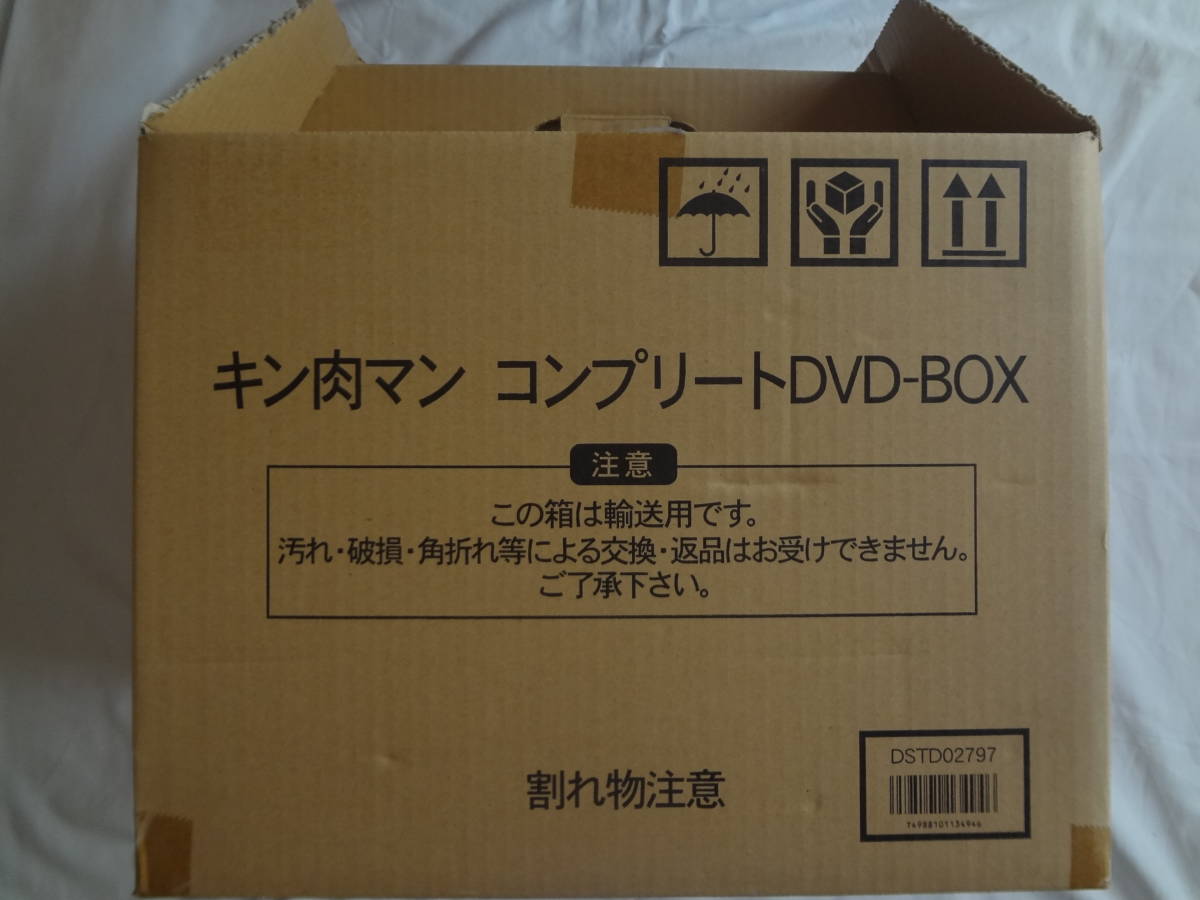 キン肉マン コンプリートDVD-BOX
注意
この箱は輸送用です。
汚れ・破損・角折れ等による交換・返品はお受けできません。
ご了承下さい。
割れ物注意
DSTD02797